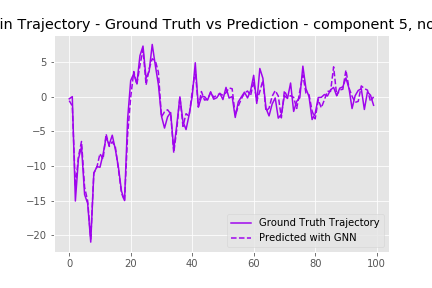 in Trajectory - Ground Truth vs Prediction - component 5, no
5
0
−5
−10
−15
−20
0 20 40 60 80 100
Ground Truth Trajectory
Predicted with GNN